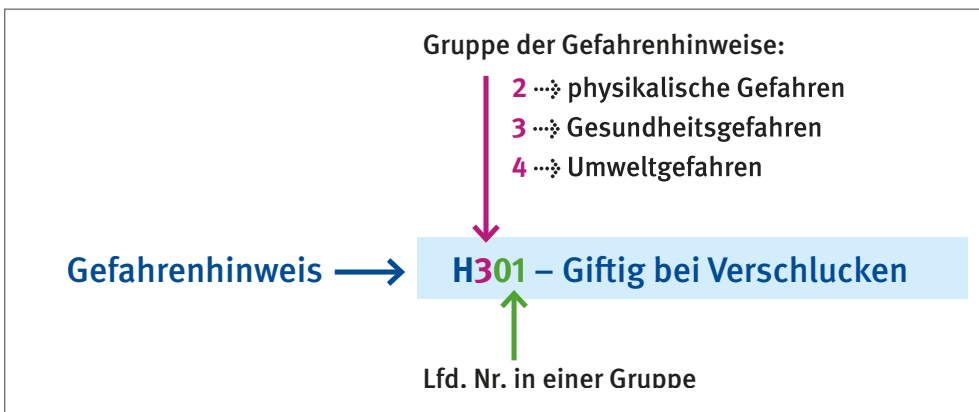 Gruppe der Gefahrenhinweise:
2 physikalische Gefahren
3 Gesundheitsgefahren
4 Umweltgefahren
Gefahrenhinweis H301 – Giftig bei Verschlucken
Lfd. Nr. in einer Gruppe